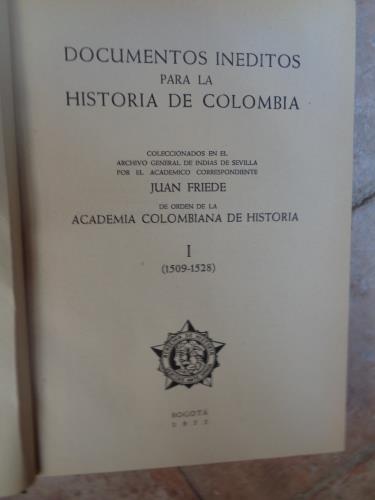 DOCUMENTOS INEDITOS
PARA LA
HISTORIA DE COLOMBIA
COLECCIONADOS EN EL
ARCHIVO GENERAL DE INDIAS DE SEVILLA
POR EL ACADEMICO CORRESPONDIENTE
JUAN FRIEDE
DE ORDEN DE LA
ACADEMIA COLOMBIANA DE HISTORIA
I
(1509-1528)
BOGOTÁ